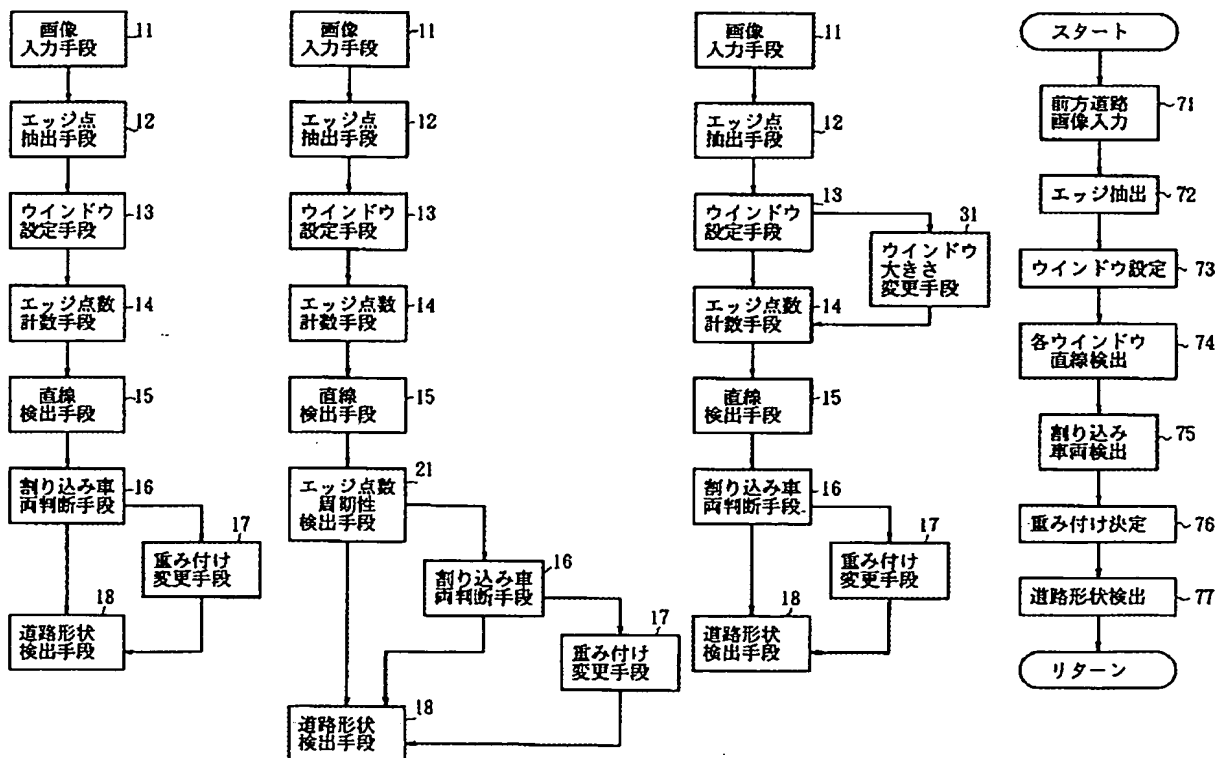 画像
入力手段
11
エッジ点
抽出手段
12
ウインドウ
設定手段
13
エッジ点数
計数手段
14
直線
検出手段
15
割り込み車
両判断手段
16
重み付け
変更手段
17
道路形状
検出手段
18
画像
入力手段
11
エッジ点
抽出手段
12
ウインドウ
設定手段
13
エッジ点数
計数手段
14
直線
検出手段
15
エッジ点数
周期性
検出手段
21
割り込み車
両判断手段
16
重み付け
変更手段
17
道路形状
検出手段
18
画像
入力手段
11
エッジ点
抽出手段
12
ウインドウ
設定手段
13
ウインドウ
大きさ
変更手段
31
エッジ点数
計数手段
14
直線
検出手段
15
割り込み車
両判断手段
16
重み付け
変更手段
17
道路形状
検出手段
18
スタート
前方道路
画像入力
71
エッジ抽出
72
ウインドウ設定
73
各ウインドウ
直線検出
74
割り込み
車両検出
75
重み付け決定
76
道路形状検出
77
リターン